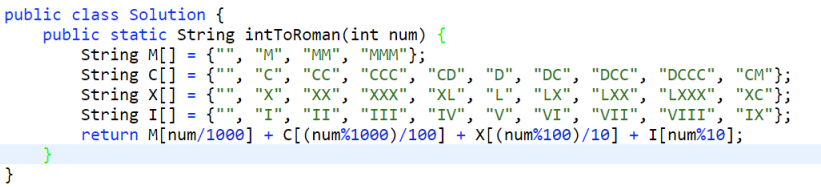 public class Solution {
    public static String intToRoman(int num) {
        String M[] = {"", "M", "MM", "MMM"};
        String C[] = {"", "C", "CC", "CCC", "CD", "D", "DC", "DCC", "DCCC", "CM"};
        String X[] = {"", "X", "XX", "XXX", "XL", "L", "LX", "LXX", "LXXX", "XC"};
        String I[] = {"", "I", "II", "III", "IV", "V", "VI", "VII", "VIII", "IX"};
        return M[num/1000] + C[(num%1000)/100] + X[(num%100)/10] + I[num%10];
    }
}